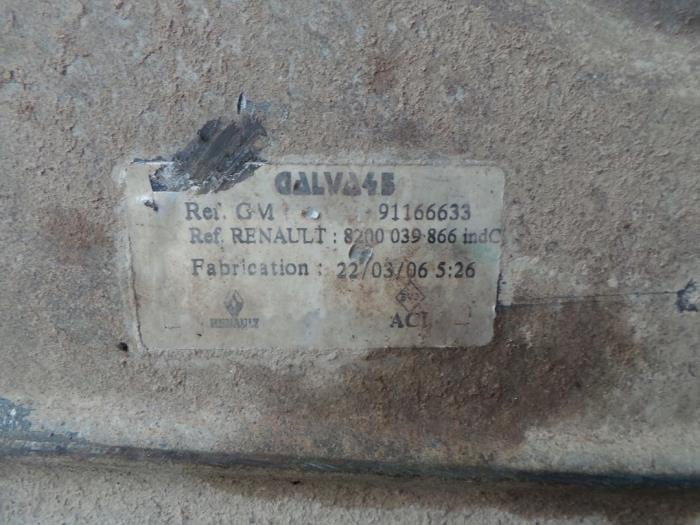 GALVA45
Ref. GM : 91166633
Ref. RENAULT : 8200 039 866 indC
Fabrication : 22/03/06 5:26
RENAULT
ACI